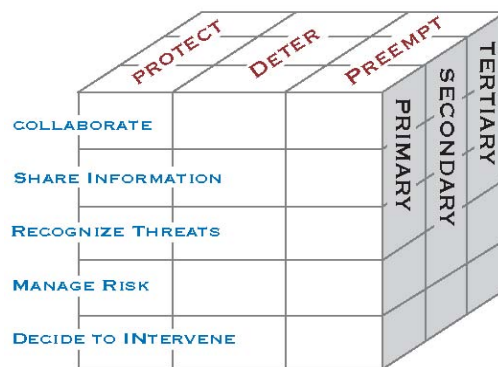 PROTECT
DETER
PREEMPT
PRIMARY
SECONDARY
TERTIARY
COLLABORATE
SHARE INFORMATION
RECOGNIZE THREATS
MANAGE RISK
DECIDE TO INTERVENE